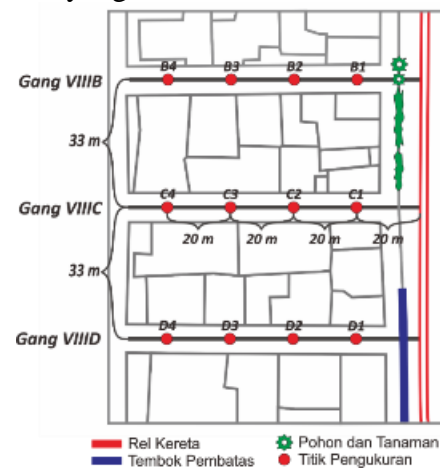 B4 B3 B2 B1
Gang VIIIB
33 m
C4 C3 C2 C1
Gang VIIIC
20 m 20 m 20 m 20 m
33 m
D4 D3 D2 D1
Gang VIIID
Rel Kereta Pohon dan Tanaman
Tembok Pembatas Titik Pengukuran